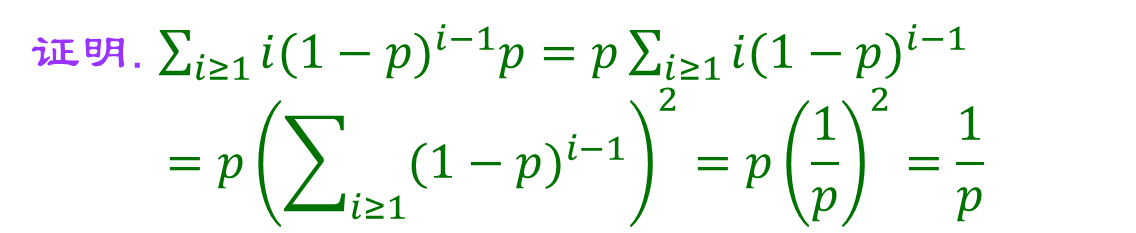 证明. ∑_{i≥1} i(1 − p)^{i−1}p = p ∑_{i≥1} i(1 − p)^{i−1}
= p (∑_{i≥1} (1 − p)^{i−1})^2 = p (1/p)^2 = 1/p